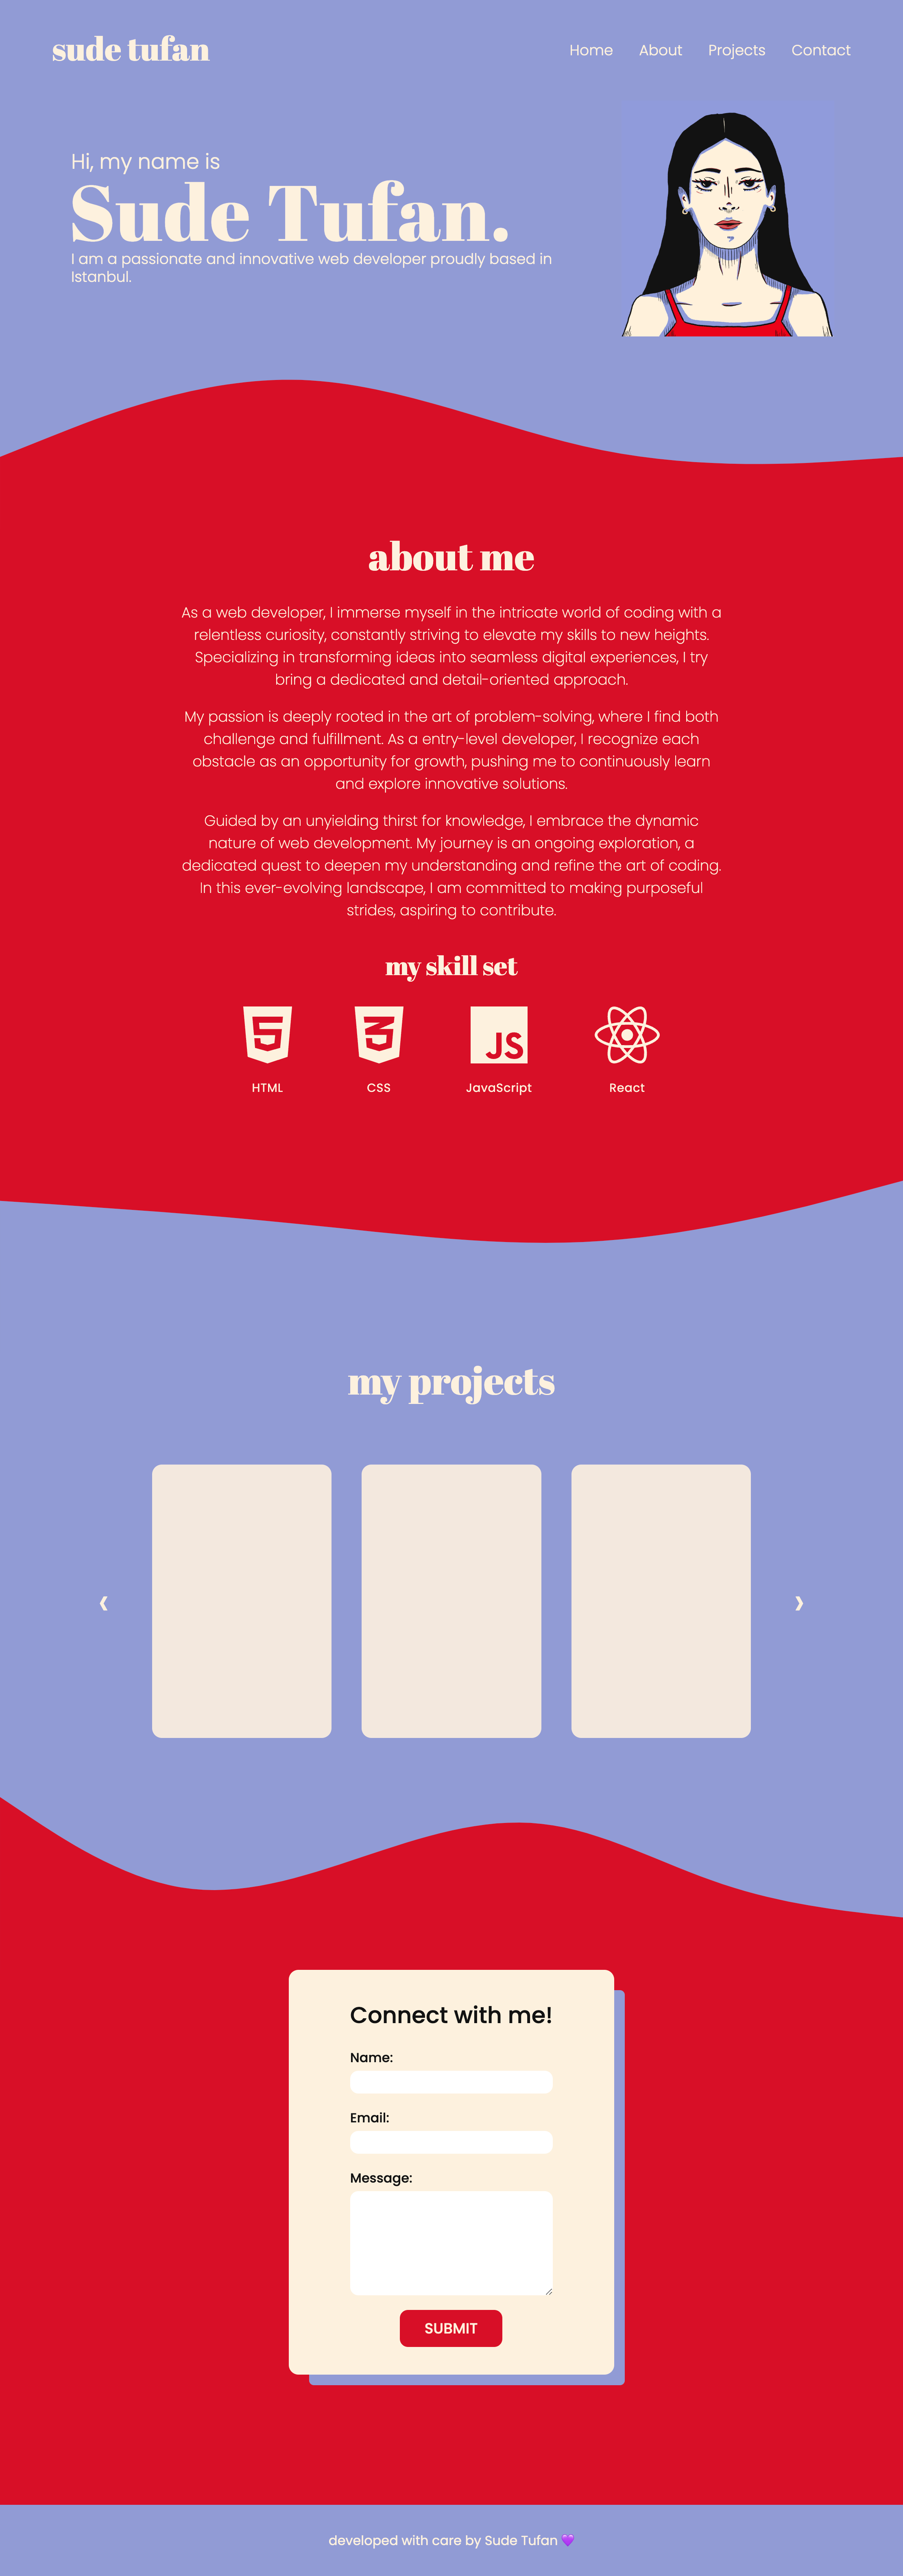 sude tufan
Home About Projects Contact
Hi, my name is
Sude Tufan.
I am a passionate and innovative web developer proudly based in
Istanbul.
about me
As a web developer, I immerse myself in the intricate world of coding with a
relentless curiosity, constantly striving to elevate my skills to new heights.
Specializing in transforming ideas into seamless digital experiences, I try
bring a dedicated and detail-oriented approach.
My passion is deeply rooted in the art of problem-solving, where I find both
challenge and fulfillment. As a entry-level developer, I recognize each
obstacle as an opportunity for growth, pushing me to continuously learn
and explore innovative solutions.
Guided by an unyielding thirst for knowledge, I embrace the dynamic
nature of web development. My journey is an ongoing exploration, a
dedicated quest to deepen my understanding and refine the art of coding.
In this ever-evolving landscape, I am committed to making purposeful
strides, aspiring to contribute.
my skill set
5 3 JS
HTML CSS JavaScript React
my projects
‹ ›
Connect with me!
Name:
Email:
Message:
SUBMIT
developed with care by Sude Tufan 💜